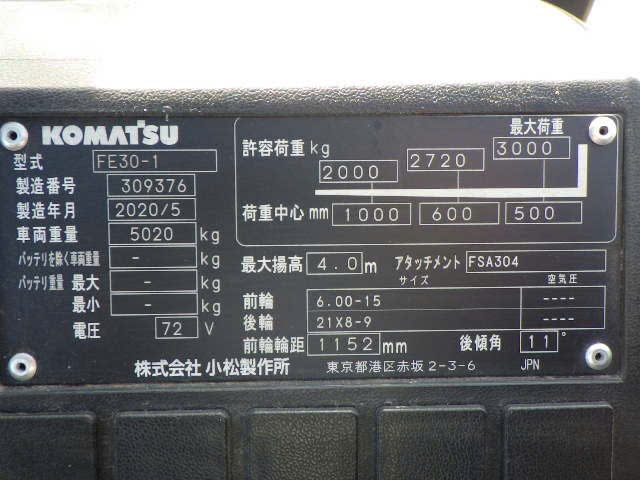 KOMATSU
型式 FE30-1
製造番号 309376
製造年月 2020/5
車両重量 5020 kg
バッテリを除く車両重量 - kg
バッテリ重量 最大 - kg
最小 - kg
電圧 72 V
最大荷重
許容荷重 kg 2000 2720 3000
荷重中心 mm 1000 600 500
最大揚高 4.0 m アタッチメント FSA304
サイズ 空気圧
前輪 6.00-15 ----
後輪 21X8-9 ----
前輪輪距 1152 mm 後傾角 11°
株式会社 小松製作所 東京都港区赤坂 2-3-6 JPN